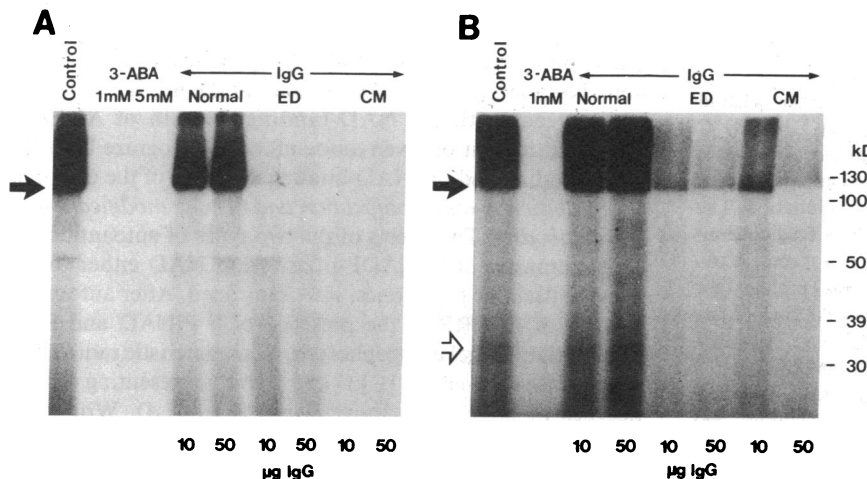 A
Control
3-ABA
IgG
1mM 5mM
Normal
ED
CM
10 50 10 50 10 50
µg IgG
B
Control
3-ABA
IgG
1mM
Normal
ED
CM
kD
-130
-100
- 50
- 39
- 30
10 50 10 50 10 50
µg IgG